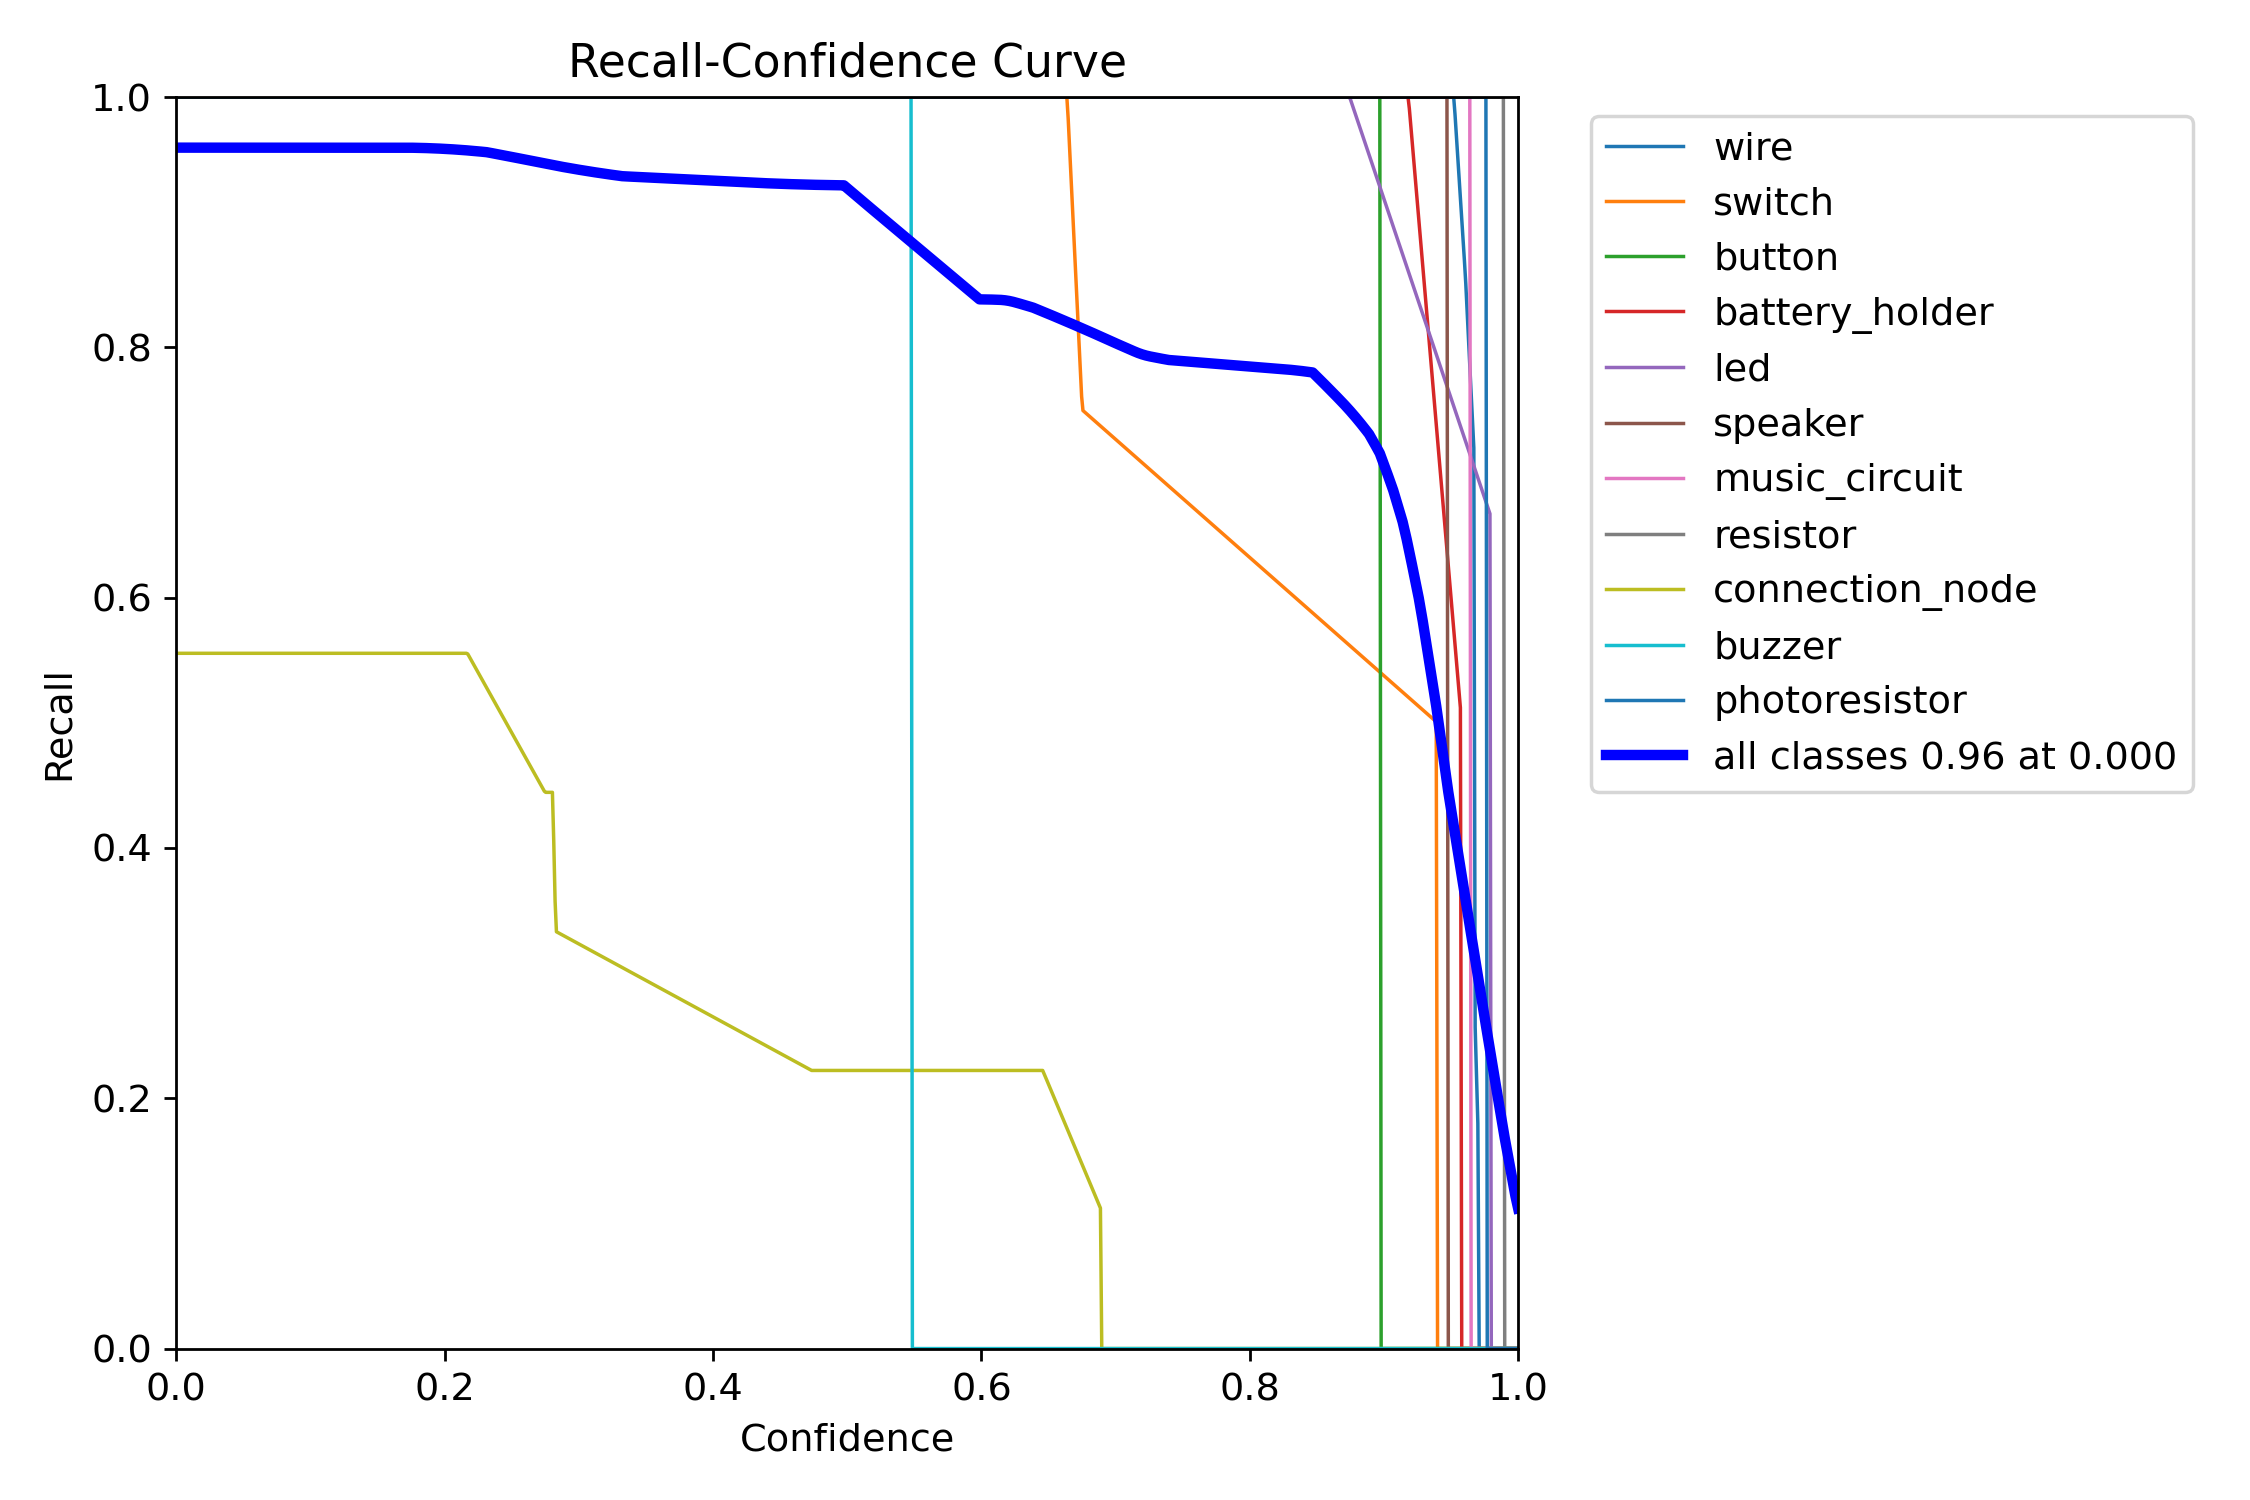 Recall-Confidence Curve
1.0
0.8
0.6
0.4
0.2
0.0
Recall
0.0 0.2 0.4 0.6 0.8 1.0
Confidence
wire
switch
button
battery_holder
led
speaker
music_circuit
resistor
connection_node
buzzer
photoresistor
all classes 0.96 at 0.000